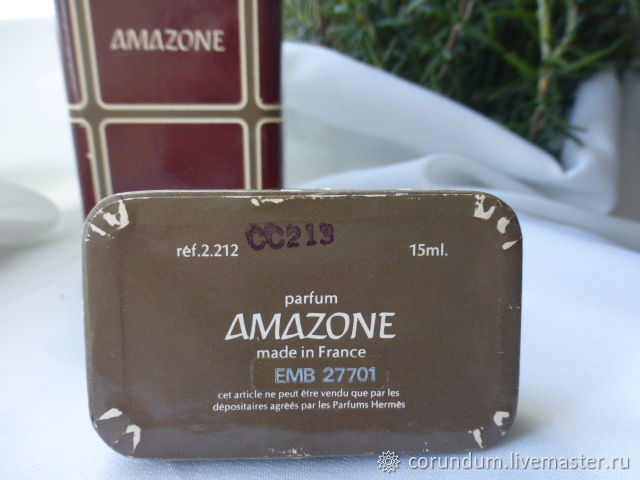 AMAZONE
réf.2.212 CC213 15ml.
parfum
AMAZONE
made in France
EMB 27701
cet article ne peut être vendu que par les
dépositaires agréés par les Parfums Hermès
corundum.livemaster.ru